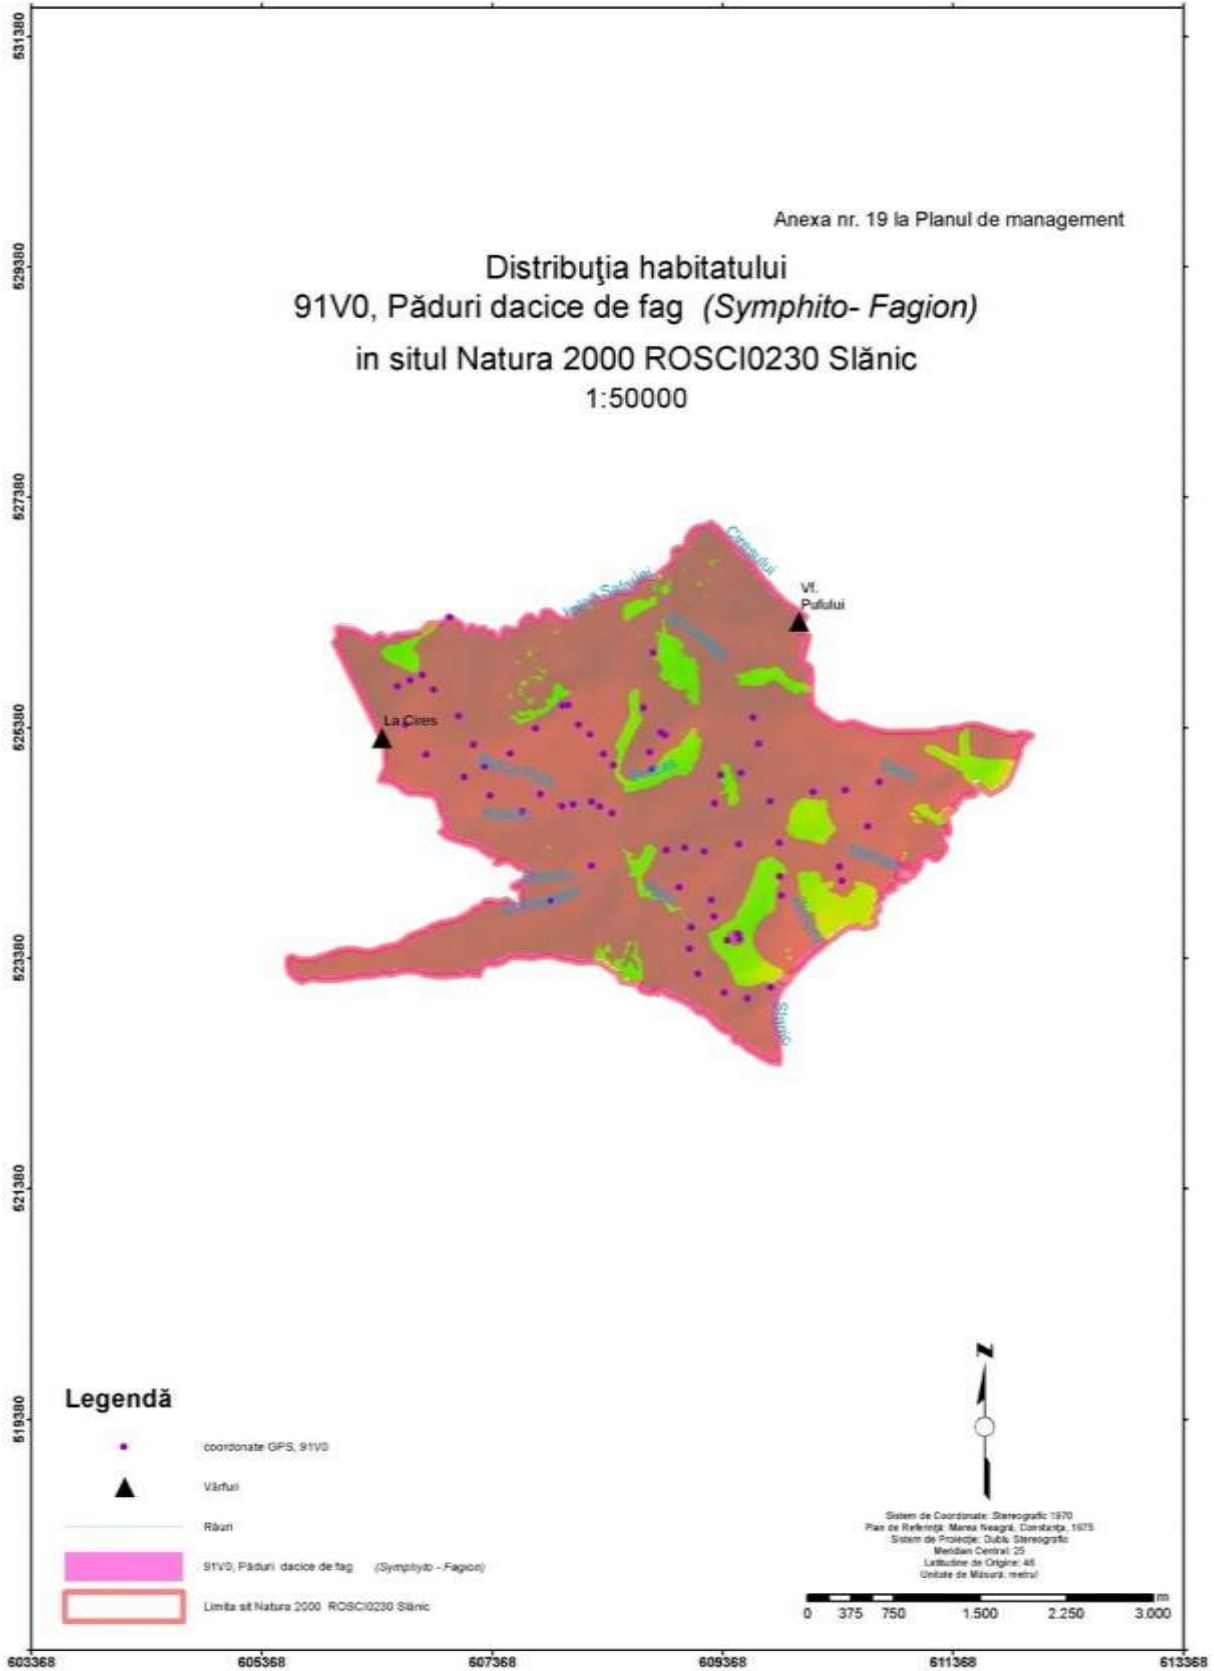 Anexa nr. 19 la Planul de management
Distribuţia habitatului
91V0, Păduri dacice de fag (Symphito- Fagion)
in situl Natura 2000 ROSCI0230 Slănic
1:50000
531380
529380
527380
525380
523380
521380
519380
Ciresului
Vf.
Pufului
La Cires
Slanic
Legendă
coordonate GPS, 91V0
Vârfuri
Râuri
91V0, Păduri dacice de fag (Symphyto - Fagion)
Limita sit Natura 2000 ROSCI0230 Slănic
Sistem de Coordonate: Stereografic 1970
Plan de Referinţă: Marea Neagră, Constanţa, 1975
Sistem de Proiecţie: Dublu Stereografic
Meridian Central: 25
Latitudine de Origine: 46
Unitate de Măsură: metrul
m
0 375 750 1.500 2.250 3.000
603368 605368 607368 609368 611368 613368